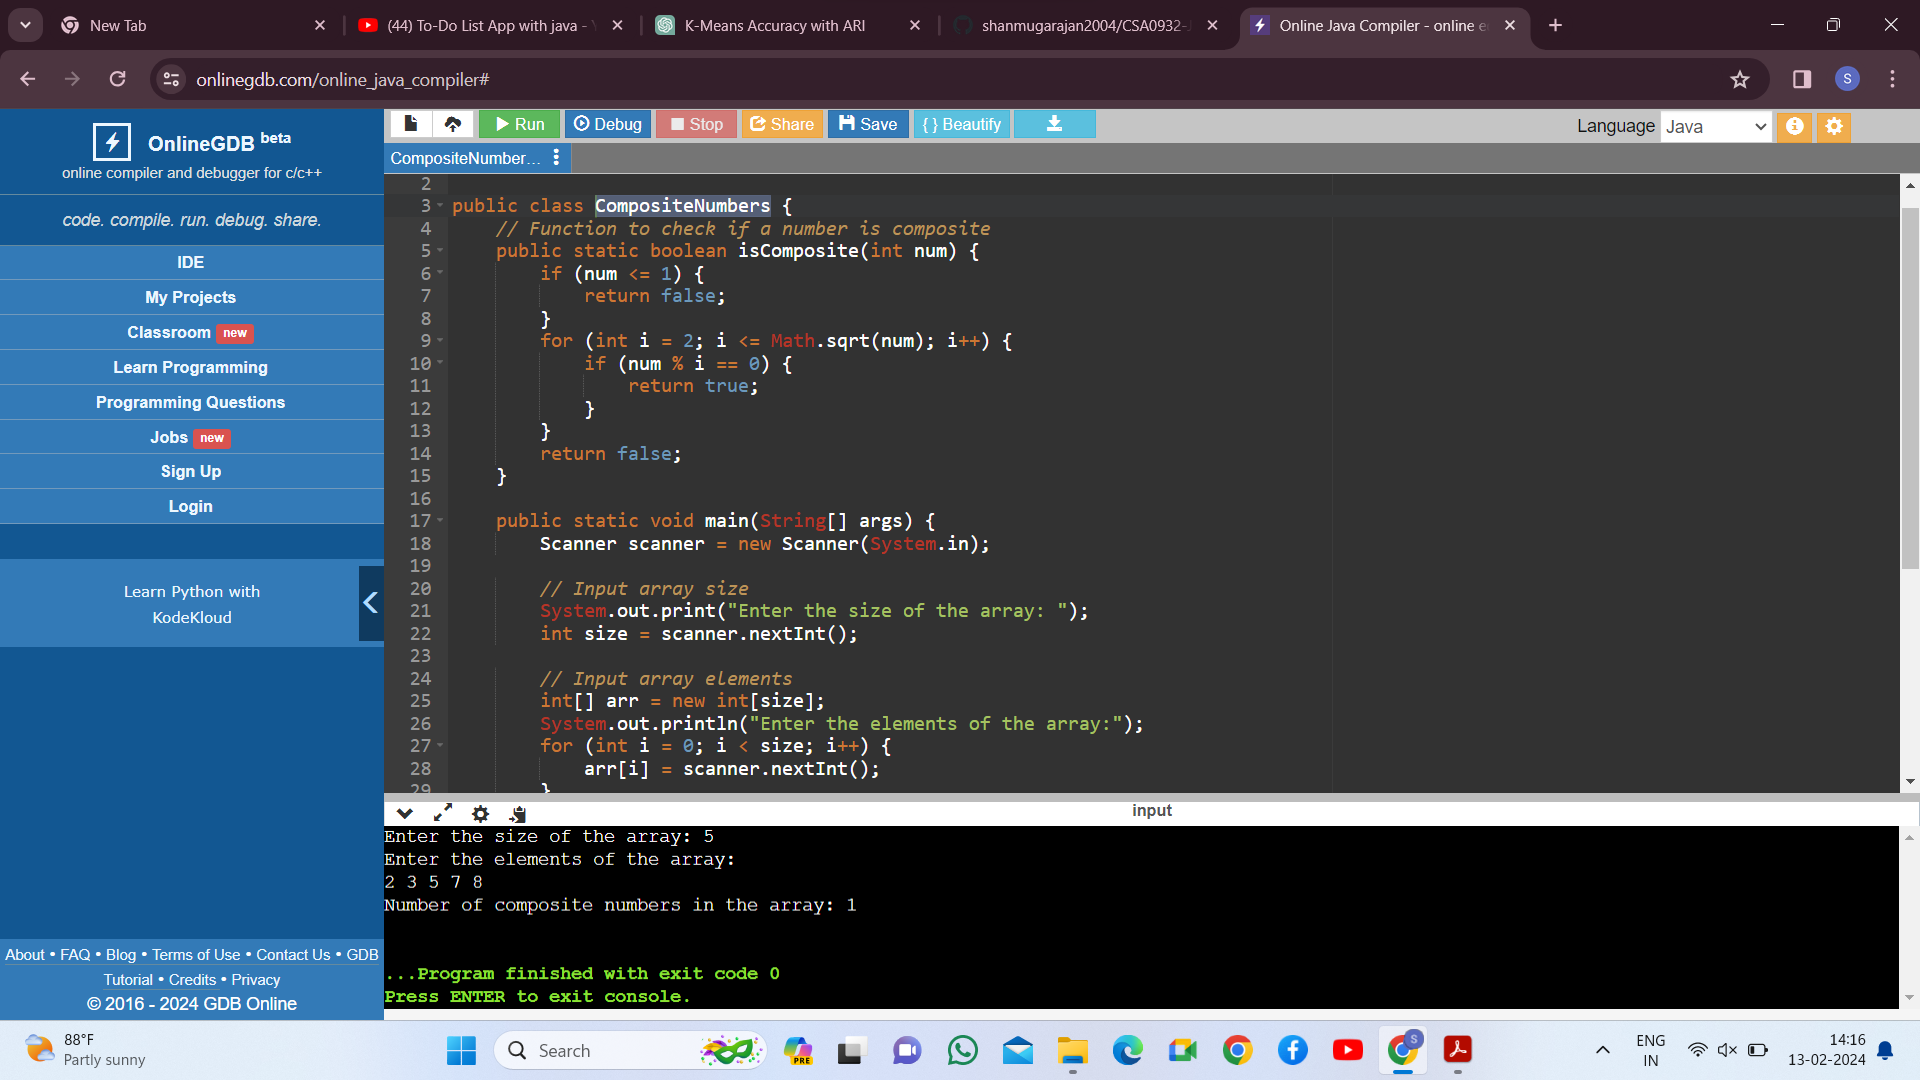 New Tab
(44) To-Do List App with java -
K-Means Accuracy with ARI
shanmugarajan2004/CSA0932-
Online Java Compiler - online e
onlinegdb.com/online_java_compiler#
S
OnlineGDB beta
online compiler and debugger for c/c++
code. compile. run. debug. share.
IDE
My Projects
Classroom new
Learn Programming
Programming Questions
Jobs new
Sign Up
Login
Learn Python with
KodeKloud
About • FAQ • Blog • Terms of Use • Contact Us • GDB
Tutorial • Credits • Privacy
© 2016 - 2024 GDB Online
Run
Debug
Stop
Share
Save
{ } Beautify
Language Java
CompositeNumber...
2
3 public class CompositeNumbers {
4 // Function to check if a number is composite
5 public static boolean isComposite(int num) {
6 if (num <= 1) {
7 return false;
8 }
9 for (int i = 2; i <= Math.sqrt(num); i++) {
10 if (num % i == 0) {
11 return true;
12 }
13 }
14 return false;
15 }
16
17 public static void main(String[] args) {
18 Scanner scanner = new Scanner(System.in);
19
20 // Input array size
21 System.out.print("Enter the size of the array: ");
22 int size = scanner.nextInt();
23
24 // Input array elements
25 int[] arr = new int[size];
26 System.out.println("Enter the elements of the array:");
27 for (int i = 0; i < size; i++) {
28 arr[i] = scanner.nextInt();
29 }
input
Enter the size of the array: 5
Enter the elements of the array:
2 3 5 7 8
Number of composite numbers in the array: 1
...Program finished with exit code 0
Press ENTER to exit console.
88°F
Partly sunny
Search
PRE
S
ENG
IN
14:16
13-02-2024